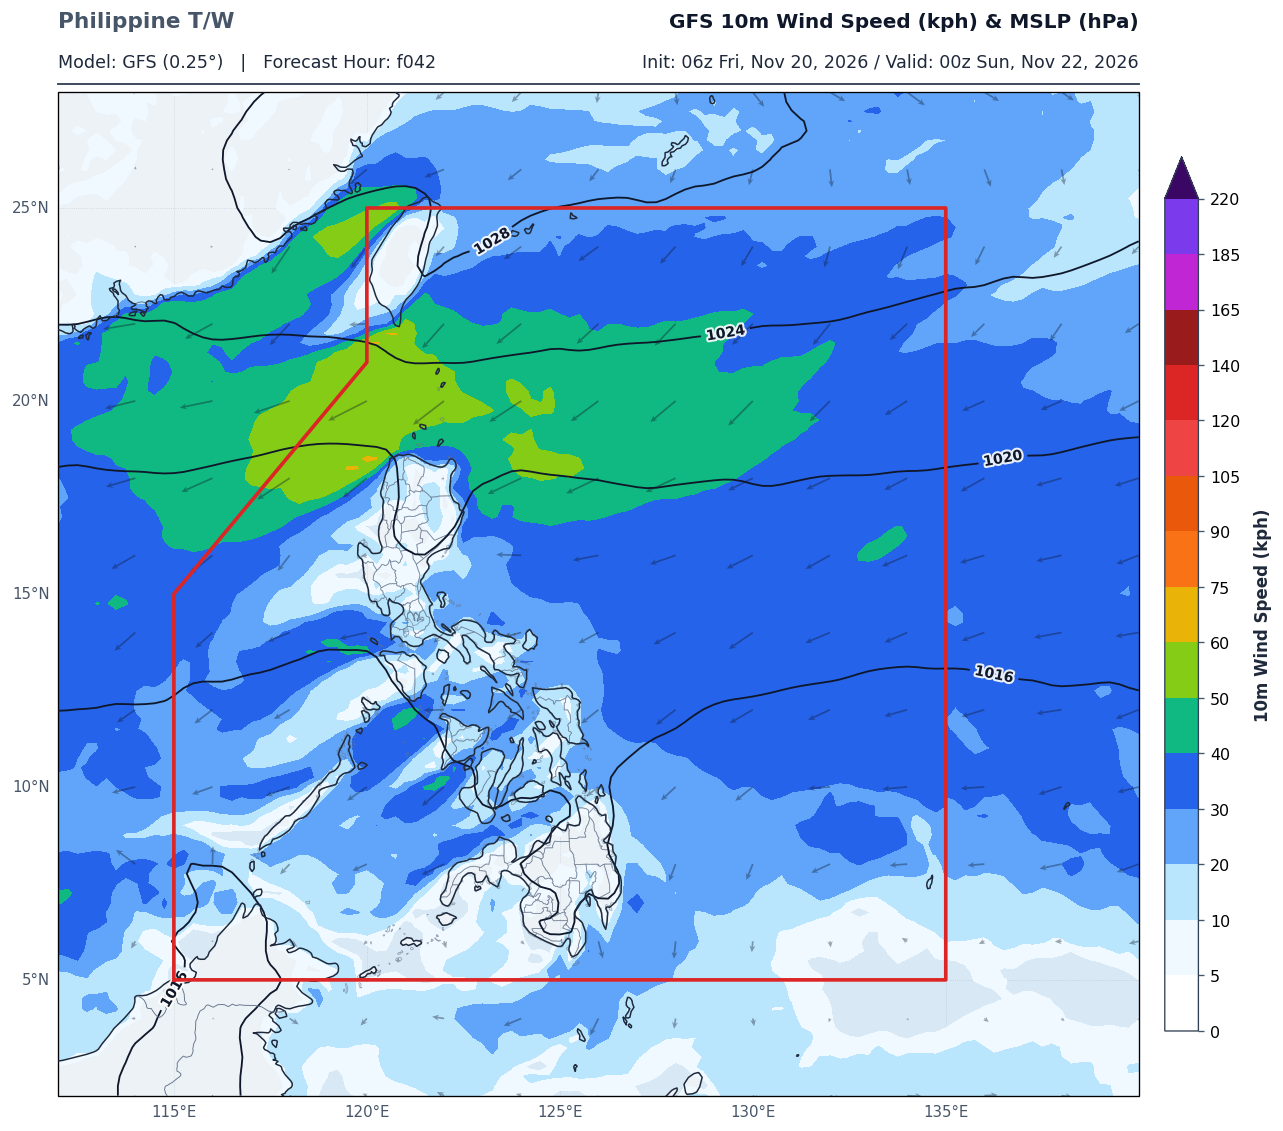 Philippine T/W
GFS 10m Wind Speed (kph) & MSLP (hPa)
Model: GFS (0.25°) | Forecast Hour: f042
Init: 06z Fri, Nov 20, 2026 / Valid: 00z Sun, Nov 22, 2026
25°N
20°N
15°N
10°N
5°N
115°E
120°E
125°E
130°E
135°E
1028
1024
1020
1016
1016
220
185
165
140
120
105
90
75
60
50
40
30
20
10
5
0
10m Wind Speed (kph)